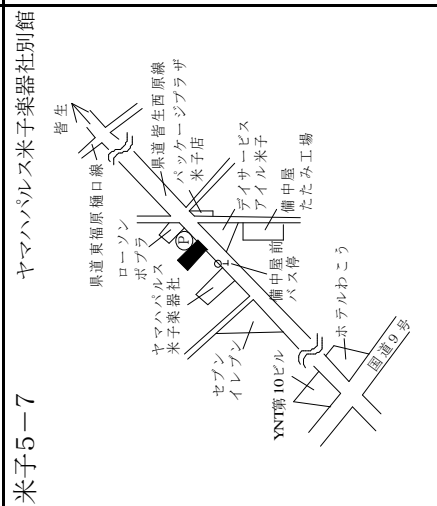 米子5－7
ヤマハパルス米子楽器社別館
皆生
県道東福原樋口線
県道皆生西原線
パッケージプラザ
米子店
ローソン
ポプラ
P
ヤマハパルス
米子楽器社
デイサービス
アイル米子
備中屋
たたみ工場
備中屋前
バス停
セブン
イレブン
YNT第10ビル
ホテルわこう
国道9号